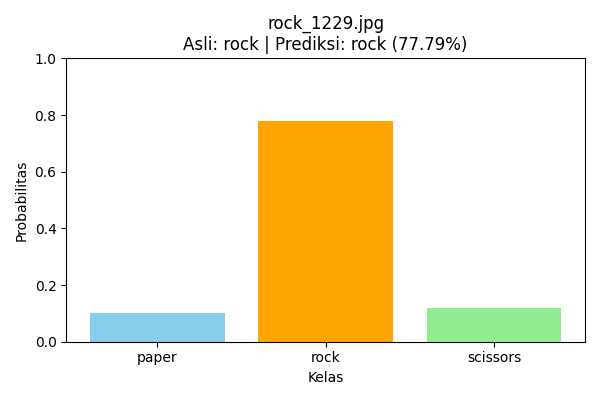 rock_1229.jpg
Asli: rock | Prediksi: rock (77.79%)
1.0
0.8
0.6
0.4
0.2
0.0
Probabilitas
paper
rock
scissors
Kelas